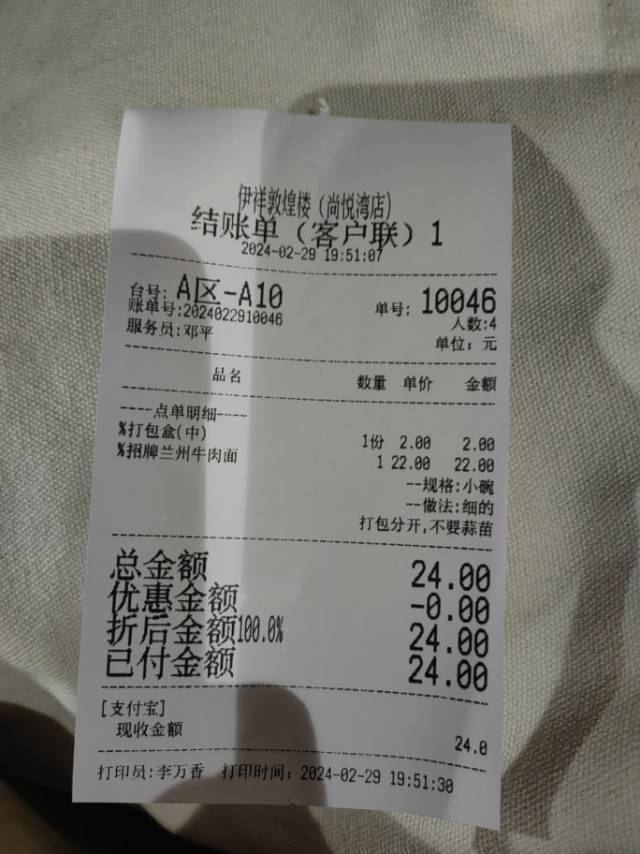 伊祥敦煌楼（尚悦湾店）
结账单（客户联）1
2024-02-29 19:51:07
台号: A区-A10 单号: 10046
账单号:2024022910046 人数:4
服务员:邓平 单位: 元
品名 数量 单价 金额
----点单明细----
%打包盒(中) 1份 2.00 2.00
%招牌兰州牛肉面 1 22.00 22.00
--规格:小碗
--做法:细的
打包分开,不要蒜苗
总金额 24.00
优惠金额 -0.00
折后金额100.0% 24.00
已付金额 24.00
[支付宝]
现收金额 24.0
打印员:李万香 打印时间: 2024-02-29 19:51:30